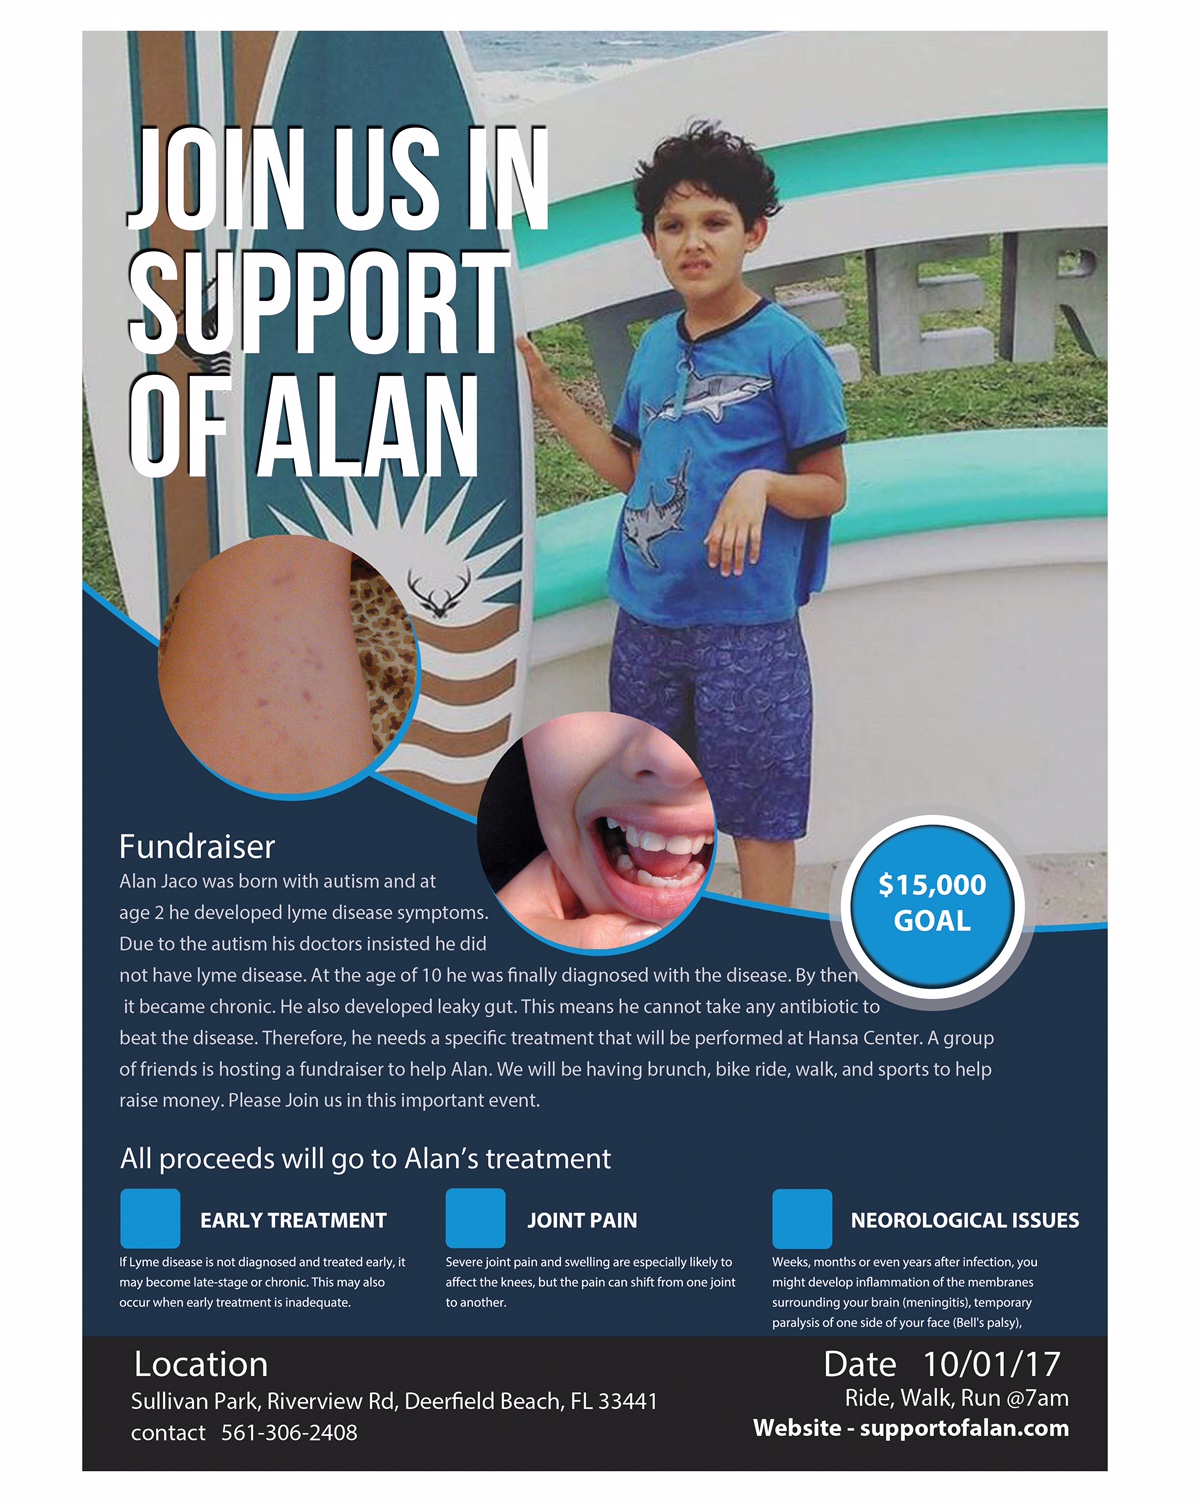 JOIN US IN
SUPPORT
OF ALAN
EER
Fundraiser
Alan Jaco was born with autism and at
age 2 he developed lyme disease symptoms.
Due to the autism his doctors insisted he did
not have lyme disease. At the age of 10 he was finally diagnosed with the disease. By then
it became chronic. He also developed leaky gut. This means he cannot take any antibiotic to
beat the disease. Therefore, he needs a specific treatment that will be performed at Hansa Center. A group
of friends is hosting a fundraiser to help Alan. We will be having brunch, bike ride, walk, and sports to help
raise money. Please Join us in this important event.
$15,000
GOAL
All proceeds will go to Alan’s treatment
EARLY TREATMENT
If Lyme disease is not diagnosed and treated early, it
may become late-stage or chronic. This may also
occur when early treatment is inadequate.
JOINT PAIN
Severe joint pain and swelling are especially likely to
affect the knees, but the pain can shift from one joint
to another.
NEOROLOGICAL ISSUES
Weeks, months or even years after infection, you
might develop inflammation of the membranes
surrounding your brain (meningitis), temporary
paralysis of one side of your face (Bell's palsy),
Location
Sullivan Park, Riverview Rd, Deerfield Beach, FL 33441
contact 561-306-2408
Date 10/01/17
Ride, Walk, Run @7am
Website - supportofalan.com